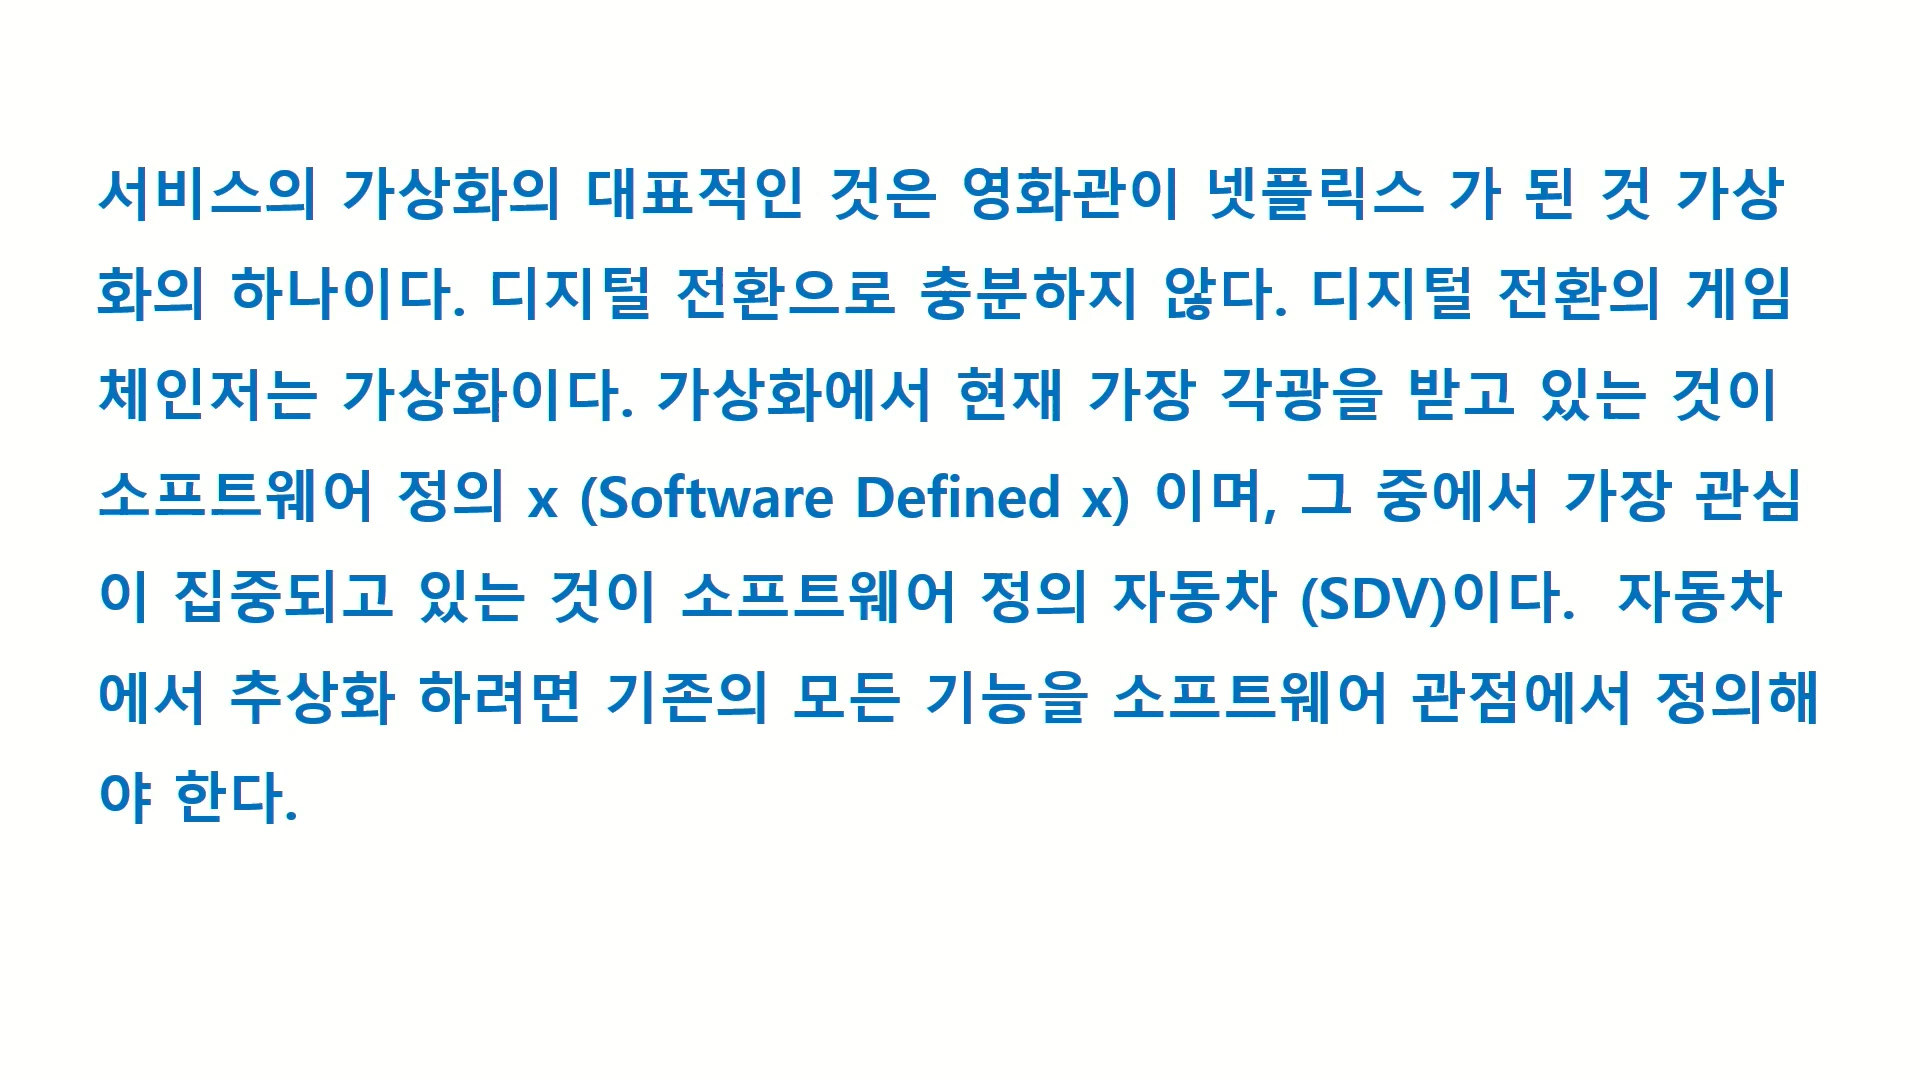 서비스의 가상화의 대표적인 것은 영화관이 넷플릭스 가 된 것 가상
화의 하나이다. 디지털 전환으로 충분하지 않다. 디지털 전환의 게임
체인저는 가상화이다. 가상화에서 현재 가장 각광을 받고 있는 것이
소프트웨어 정의 x (Software Defined x) 이며, 그 중에서 가장 관심
이 집중되고 있는 것이 소프트웨어 정의 자동차 (SDV)이다.  자동차
에서 추상화 하려면 기존의 모든 기능을 소프트웨어 관점에서 정의해
야 한다.